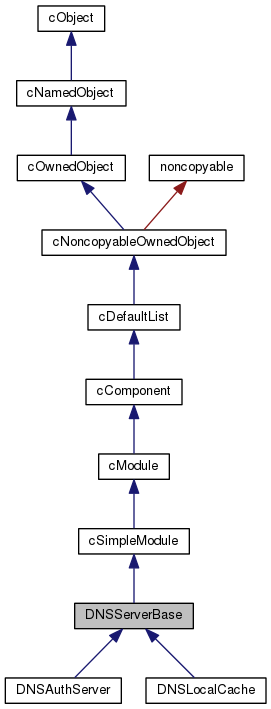 cObject
cNamedObject
cOwnedObject
noncopyable
cNoncopyableOwnedObject
cDefaultList
cComponent
cModule
cSimpleModule
DNSServerBase
DNSAuthServer
DNSLocalCache